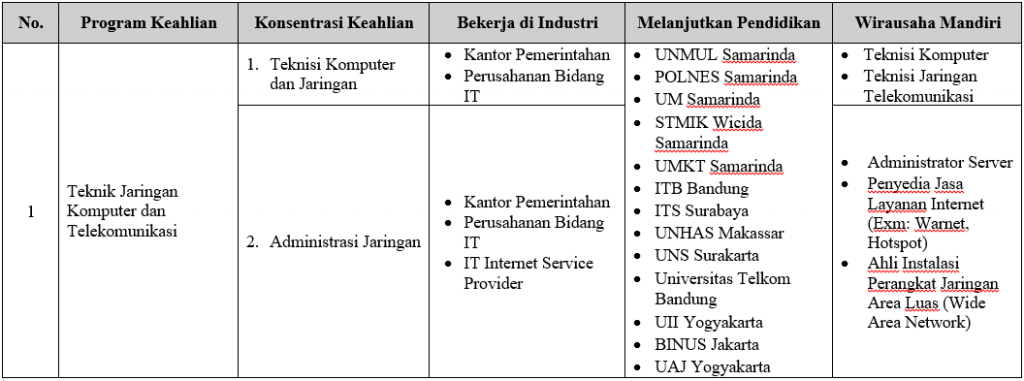 No.
Program Keahlian
Konsentrasi Keahlian
Bekerja di Industri
Melanjutkan Pendidikan
Wirausaha Mandiri
1
Teknik Jaringan
Komputer dan
Telekomunikasi
1. Teknisi Komputer
dan Jaringan
• Kantor Pemerintahan
• Perusahanan Bidang
IT
• UNMUL Samarinda
• POLNES Samarinda
• UM Samarinda
• STMIK Wicida
Samarinda
• UMKT Samarinda
• ITB Bandung
• ITS Surabaya
• UNHAS Makassar
• UNS Surakarta
• Universitas Telkom
Bandung
• UII Yogyakarta
• BINUS Jakarta
• UAJ Yogyakarta
• Teknisi Komputer
• Teknisi Jaringan
Telekomunikasi
2. Administrasi Jaringan
• Kantor Pemerintahan
• Perusahanan Bidang
IT
• IT Internet Service
Provider
• Administrator Server
• Penyedia Jasa
Layanan Internet
(Exm: Warnet,
Hotspot)
• Ahli Instalasi
Perangkat Jaringan
Area Luas (Wide
Area Network)